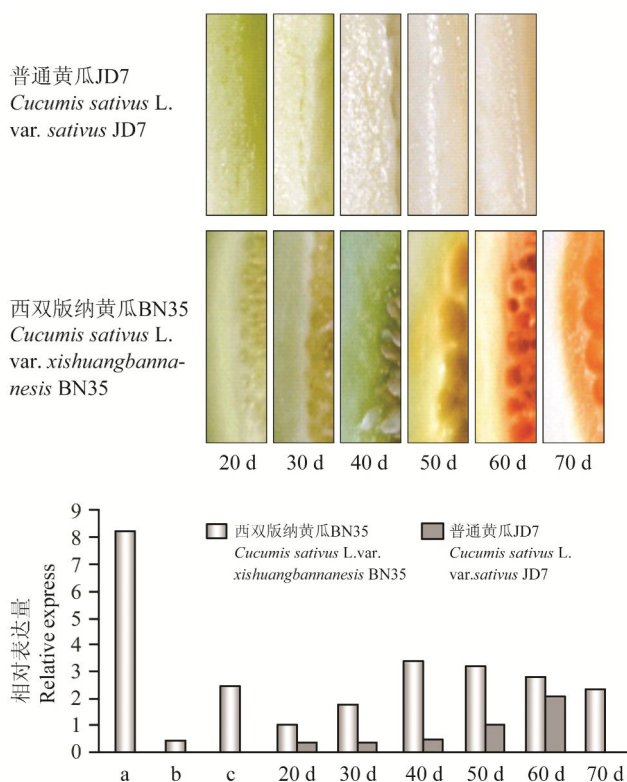 普通黄瓜JD7
Cucumis sativus L.
var. sativus JD7
西双版纳黄瓜BN35
Cucumis sativus L.
var. xishuangbanna-
nesis BN35
20 d 30 d 40 d 50 d 60 d 70 d
相对表达量
Relative express
9
8
7
6
5
4
3
2
1
0
西双版纳黄瓜BN35
Cucumis sativus L.var.
xishuangbannanesis BN35
普通黄瓜JD7
Cucumis sativus L.
var.sativus JD7
a b c 20 d 30 d 40 d 50 d 60 d 70 d